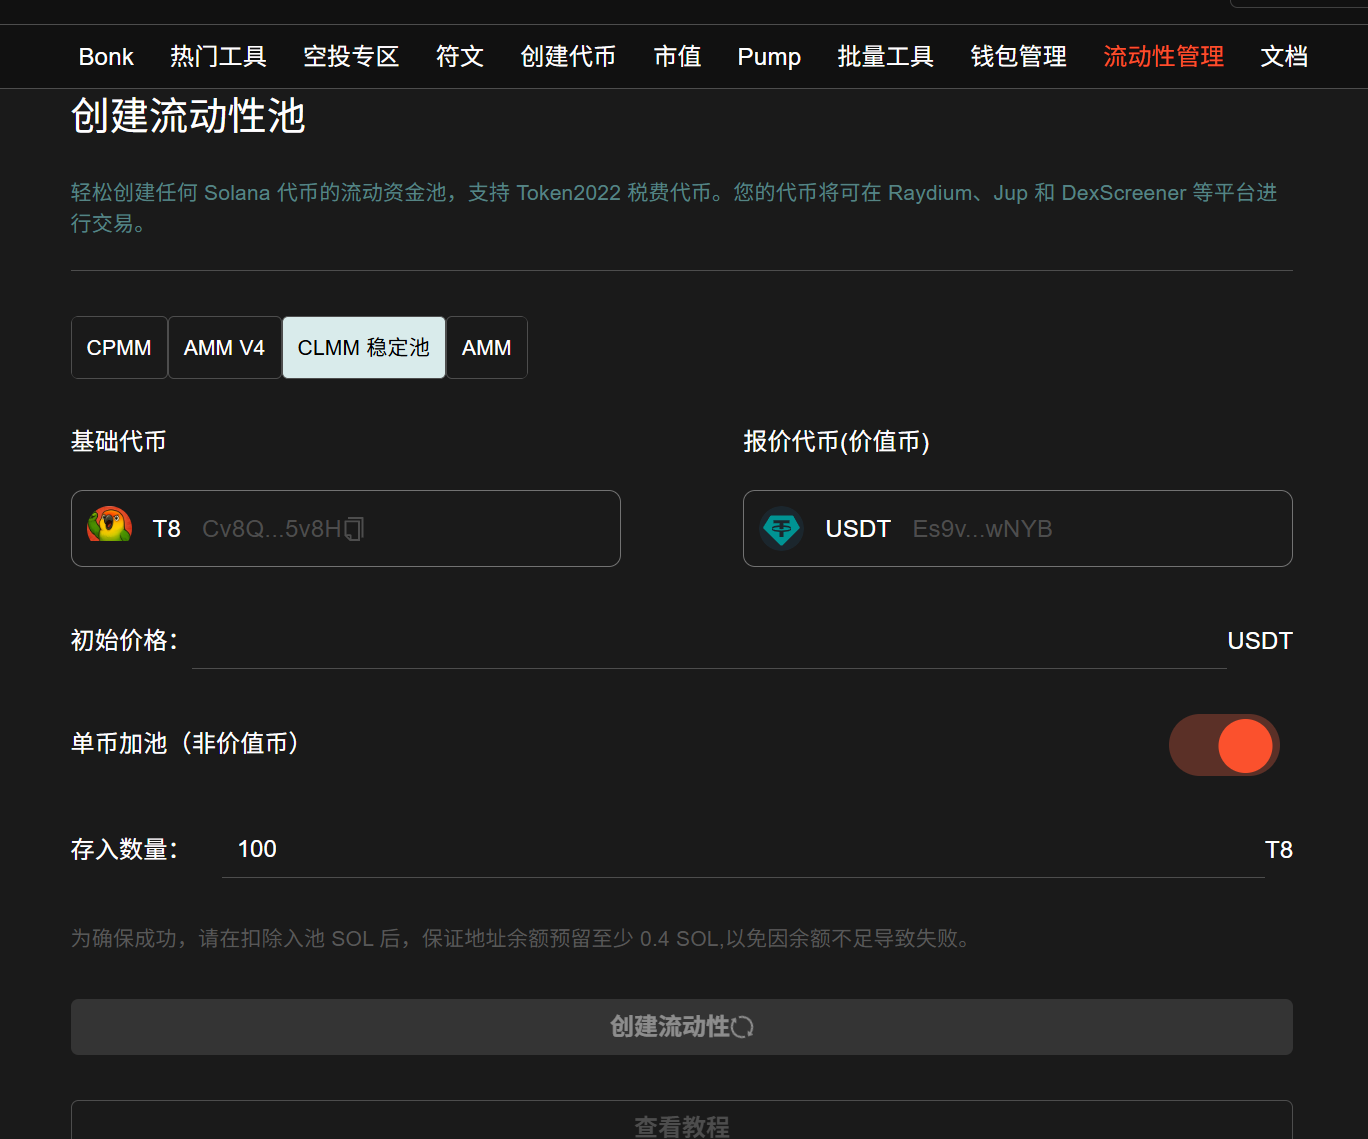 Bonk 热门工具 空投专区 符文 创建代币 市值 Pump 批量工具 钱包管理 流动性管理 文档
创建流动性池
轻松创建任何 Solana 代币的流动资金池，支持 Token2022 税费代币。您的代币将可在 Raydium、Jup 和 DexScreener 等平台进
行交易。
CPMM AMM V4 CLMM 稳定池 AMM
基础代币 报价代币(价值币)
T8 Cv8Q...5v8H USDT Es9v...wNYB
初始价格： USDT
单币加池（非价值币）
存入数量： 100 T8
为确保成功，请在扣除入池 SOL 后，保证地址余额预留至少 0.4 SOL,以免因余额不足导致失败。
创建流动性
查看教程